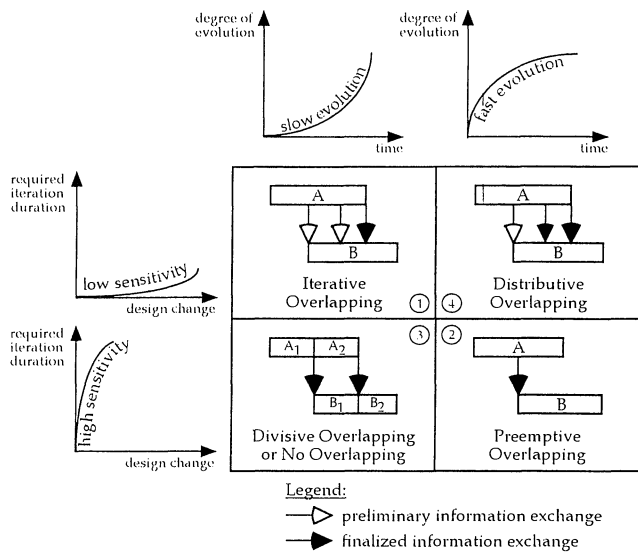 degree of
evolution
slow evolution
time
degree of
evolution
fast evolution
time
required
iteration
duration
low sensitivity
design change
required
iteration
duration
high sensitivity
design change
A
B
Iterative
Overlapping
1
A
B
Distributive
Overlapping
4
A1 A2
B1 B2
Divisive Overlapping
or No Overlapping
3
A
B
Preemptive
Overlapping
2
Legend:
preliminary information exchange
finalized information exchange